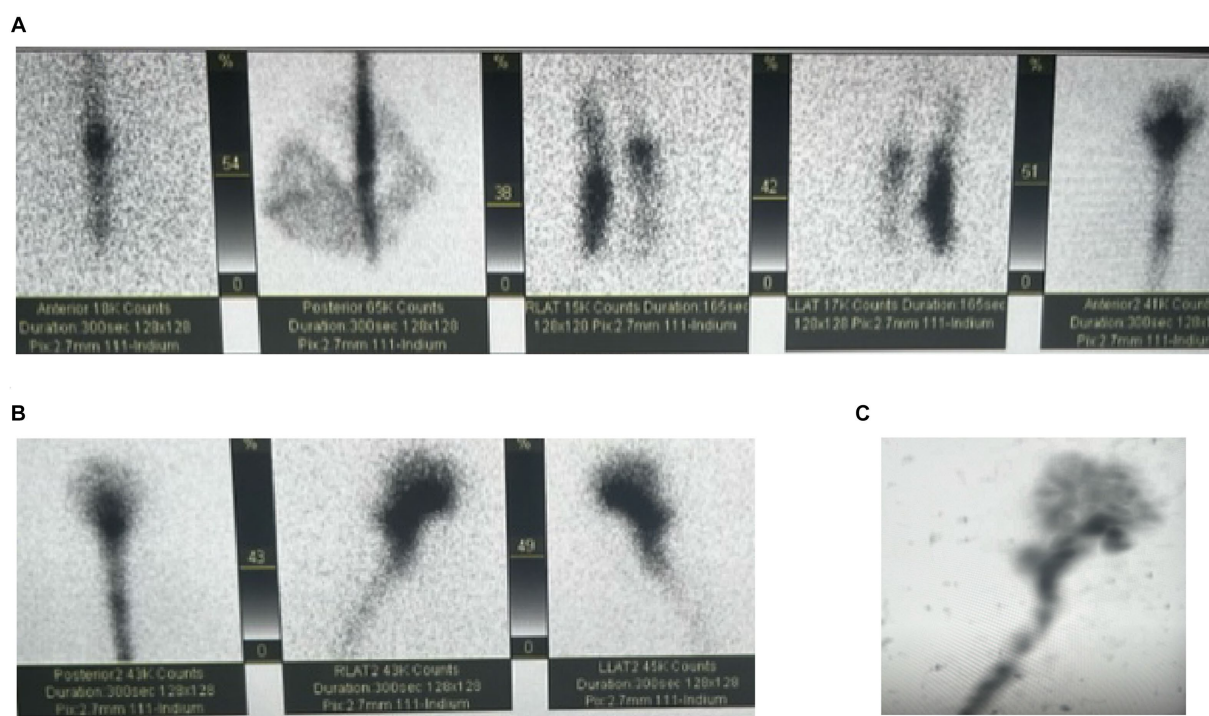 A
%
%
%
%
54
38
42
51
0
0
0
0
Anterior 18K Counts
Duration:300sec 128x128
Pix:2.7mm 111-Indium
Posterior 65K Counts
Duration:300sec 128x128
Pix:2.7mm 111-Indium
RLAT 15K Counts Duration:165sec
128x128 Pix:2.7mm 111-Indium
LLAT 17K Counts Duration:165sec
128x128 Pix:2.7mm 111-Indium
Anterior2 41K Count
Duration:300sec 128x1
Pix:2.7mm 111-Indiu
B
C
%
%
43
49
0
0
Posterior2 43K Counts
Duration:300sec 128x128
Pix:2.7mm 111-Indium
RLAT2 43K Counts
Duration:300sec 128x128
Pix:2.7mm 111-Indium
LLAT2 45K Counts
Duration:300sec 128x128
Pix:2.7mm 111-Indium